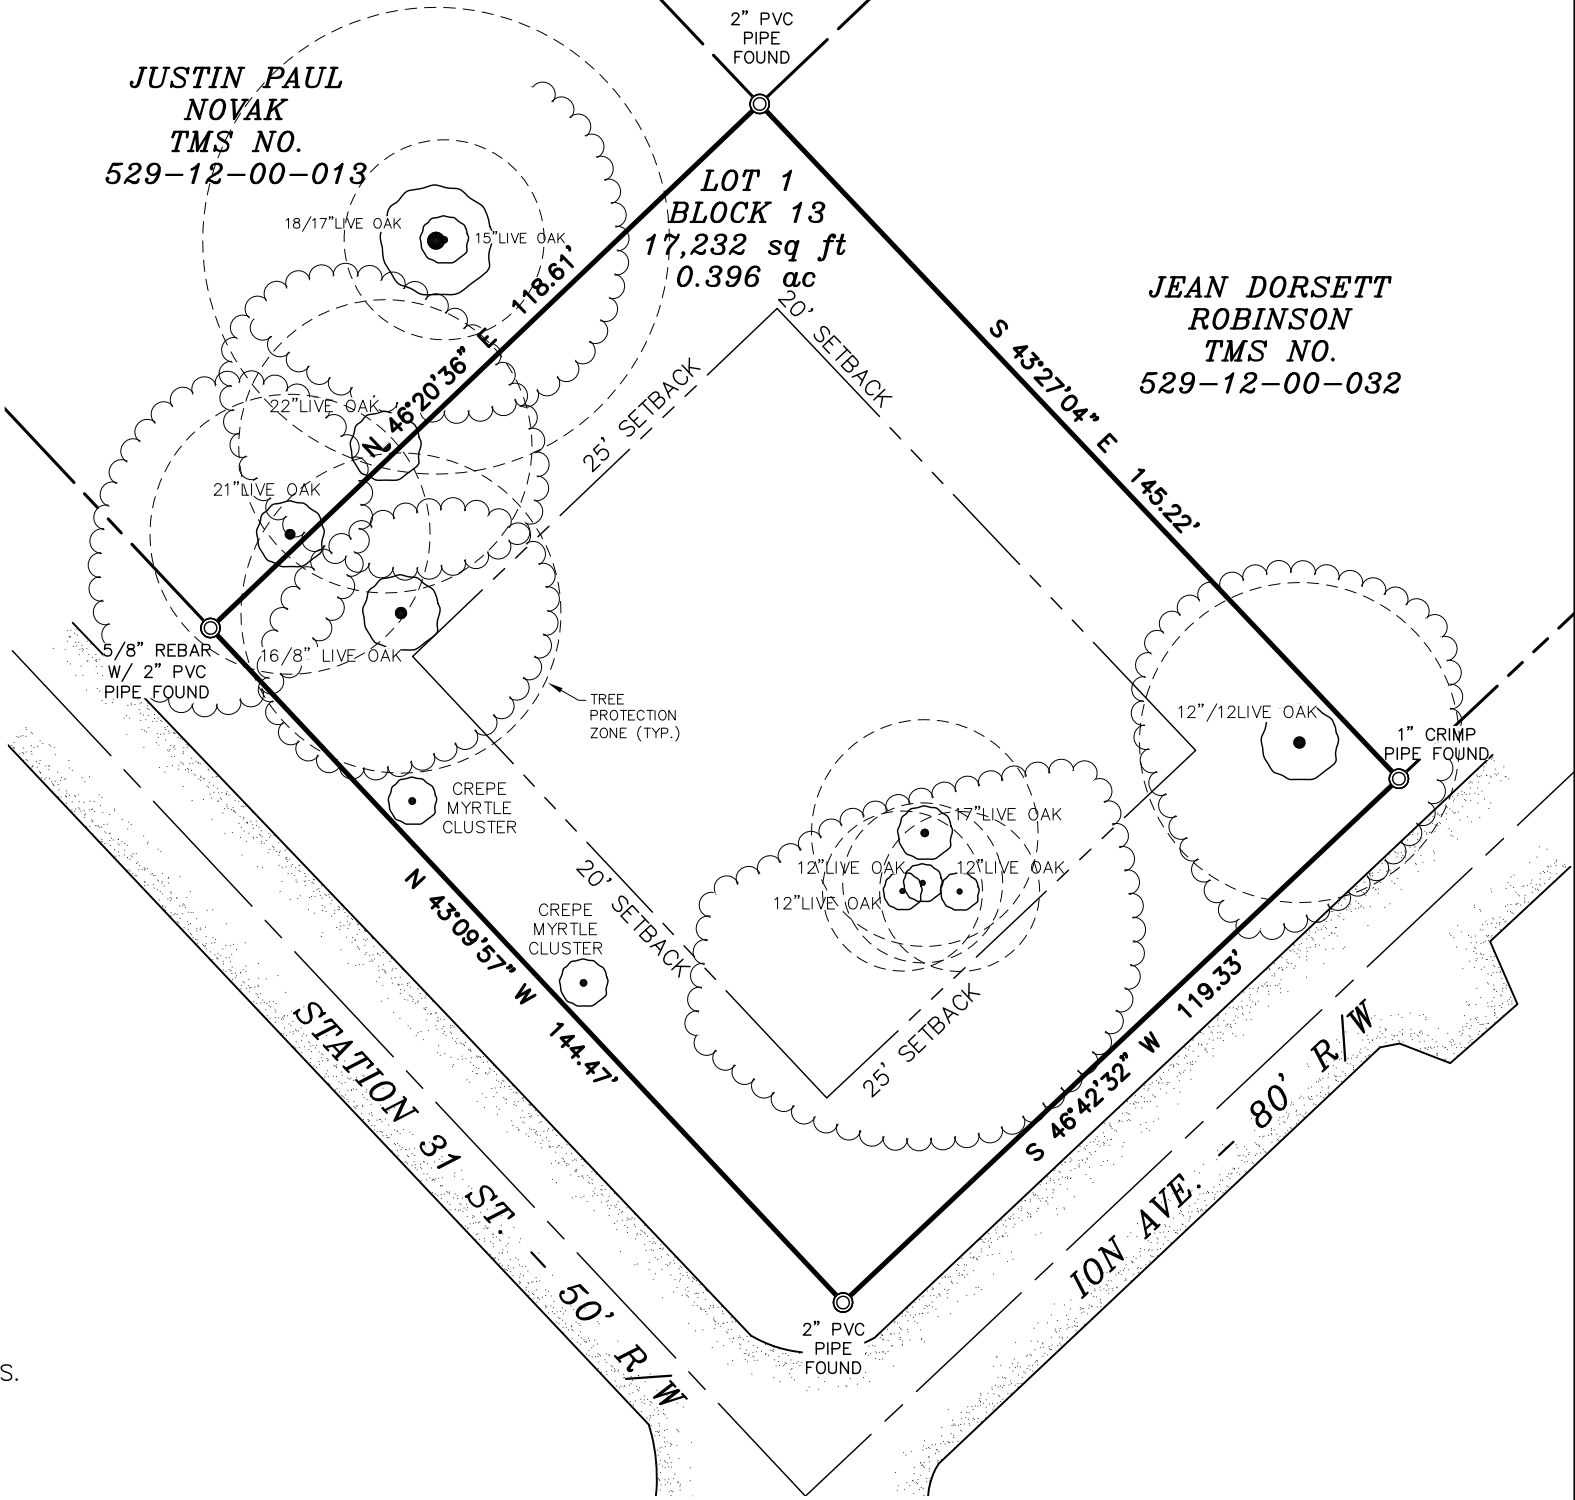 2" PVC
PIPE
FOUND
JUSTIN PAUL
NOVAK
TMS NO.
529-12-00-013
LOT 1
BLOCK 13
17,232 sq ft
0.396 ac
18/17"LIVE OAK
15"LIVE OAK
N 46°20'36" E 118.61'
JEAN DORSETT
ROBINSON
TMS NO.
529-12-00-032
20' SETBACK
S 43°27'04" E 145.22'
25' SETBACK
22"LIVE OAK
21"LIVE OAK
5/8" REBAR
W/ 2" PVC
PIPE FOUND
16/8" LIVE OAK
TREE
PROTECTION
ZONE (TYP.)
12"/12LIVE OAK
1" CRIMP
PIPE FOUND
CREPE
MYRTLE
CLUSTER
17"LIVE OAK
12"LIVE OAK
12"LIVE OAK
12"LIVE OAK
20' SETBACK
CREPE
MYRTLE
CLUSTER
N 43°09'57" W 144.47'
25' SETBACK
S 46°42'32" W 119.33'
STATION 31 ST. - 50' R/W
ION AVE. - 80' R/W
2" PVC
PIPE
FOUND
S.